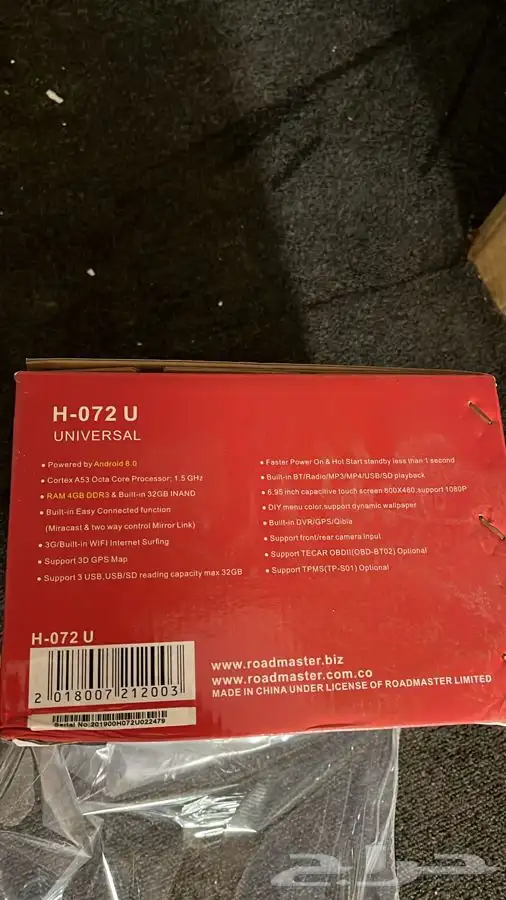 H-072 U
UNIVERSAL
• Powered by Android 8.0
• Cortex A53 Octa Core Processor; 1.5 GHz
• RAM 4GB DDR3 & Built-in 32GB INAND
• Built-in Easy Connected function
(Miracast & two way control Mirror Link)
• 3G/Built-in WIFI Internet Surfing
• Support 3D GPS Map
• Support 3 USB,USB/SD reading capacity max 32GB
• Faster Power On & Hot Start standby less than 1 second
• Built-in BT/Radio/MP3/MP4/USB/SD playback
• 6.95 inch capacitive touch screen 800X480,support 1080P
• DIY menu color,support dynamic wallpaper
• Built-in DVR/GPS/Qibla
• Support front/rear camera input
• Support TECAR OBDII(OBD-BT02) Optional
• Support TPMS(TP-S01) Optional
H-072 U
2 018007 212003
Serial No:201900H072U022479
www.roadmaster.biz
www.roadmaster.com.co
MADE IN CHINA UNDER LICENSE OF ROADMASTER LIMITED
حراج